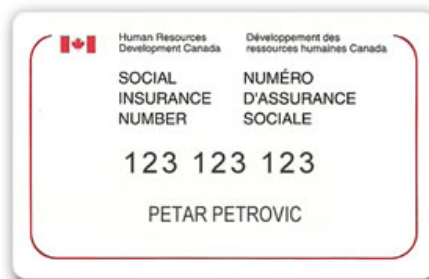 Human Resources
Development Canada
Développement des
ressources humaines Canada
SOCIAL
INSURANCE
NUMBER
NUMÉRO
D'ASSURANCE
SOCIALE
123 123 123
PETAR PETROVIC